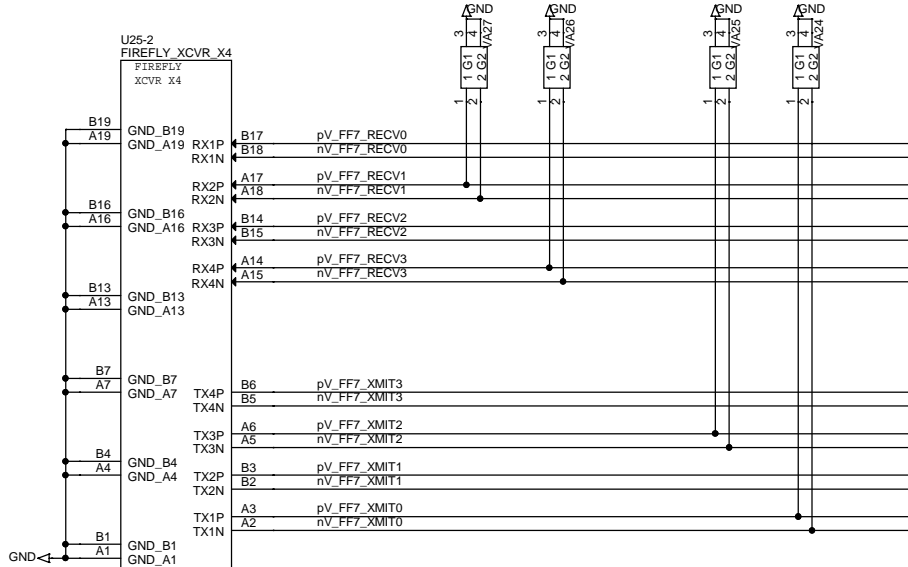 GND GND GND GND
3 4 VA27 3 4 VA26 3 4 VA25 3 4 VA24
1 G1 2 G2 1 G1 2 G2 1 G1 2 G2 1 G1 2 G2
1 2 1 2 1 2 1 2
U25-2
FIREFLY_XCVR_X4
FIREFLY
XCVR X4
B19 GND_B19
A19 GND_A19 RX1P B17 pV_FF7_RECV0
RX1N B18 nV_FF7_RECV0
RX2P A17 pV_FF7_RECV1
RX2N A18 nV_FF7_RECV1
B16 GND_B16
A16 GND_A16 RX3P B14 pV_FF7_RECV2
RX3N B15 nV_FF7_RECV2
RX4P A14 pV_FF7_RECV3
RX4N A15 nV_FF7_RECV3
B13 GND_B13
A13 GND_A13
B7 GND_B7
A7 GND_A7 TX4P B6 pV_FF7_XMIT3
TX4N B5 nV_FF7_XMIT3
TX3P A6 pV_FF7_XMIT2
TX3N A5 nV_FF7_XMIT2
B4 GND_B4
A4 GND_A4 TX2P B3 pV_FF7_XMIT1
TX2N B2 nV_FF7_XMIT1
TX1P A3 pV_FF7_XMIT0
TX1N A2 nV_FF7_XMIT0
B1 GND_B1
GND A1 GND_A1